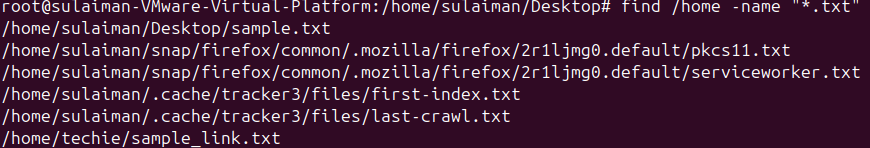 root@sulaiman-VMware-Virtual-Platform:/home/sulaiman/Desktop# find /home -name "*.txt"
/home/sulaiman/Desktop/sample.txt
/home/sulaiman/snap/firefox/common/.mozilla/firefox/2r1ljmg0.default/pkcs11.txt
/home/sulaiman/snap/firefox/common/.mozilla/firefox/2r1ljmg0.default/serviceworker.txt
/home/sulaiman/.cache/tracker3/files/first-index.txt
/home/sulaiman/.cache/tracker3/files/last-crawl.txt
/home/techie/sample_link.txt